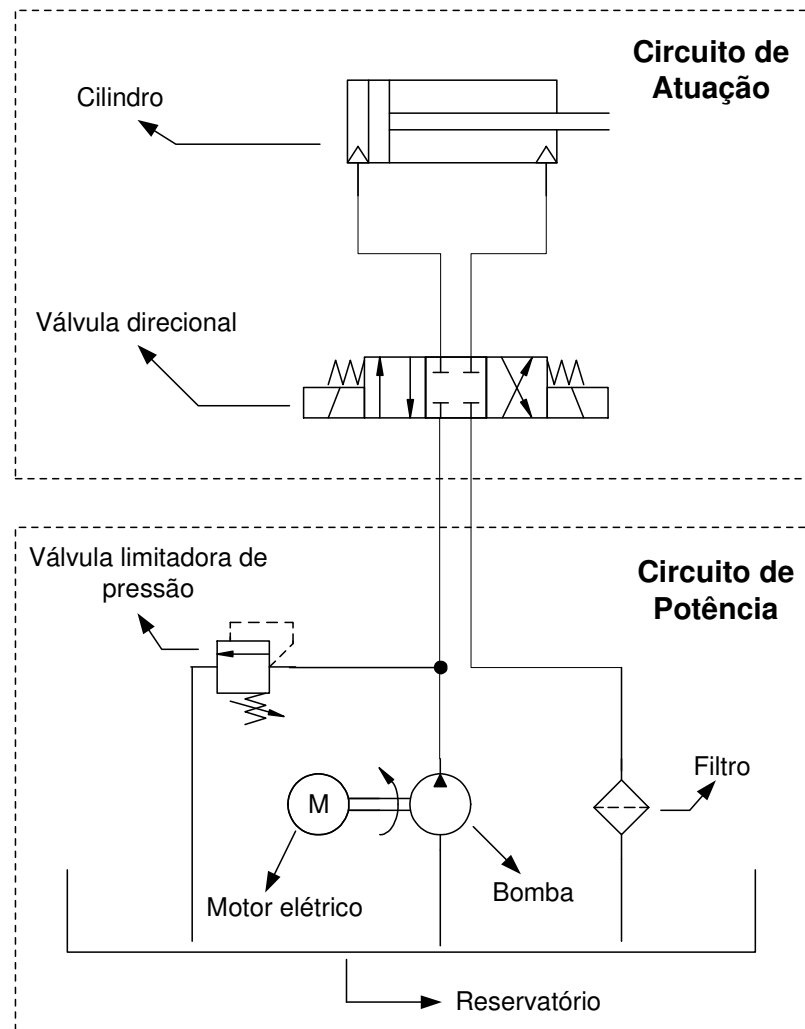 Circuito de
Atuação
Cilindro
Válvula direcional
Válvula limitadora de
pressão
Circuito de
Potência
Filtro
M
Bomba
Motor elétrico
Reservatório